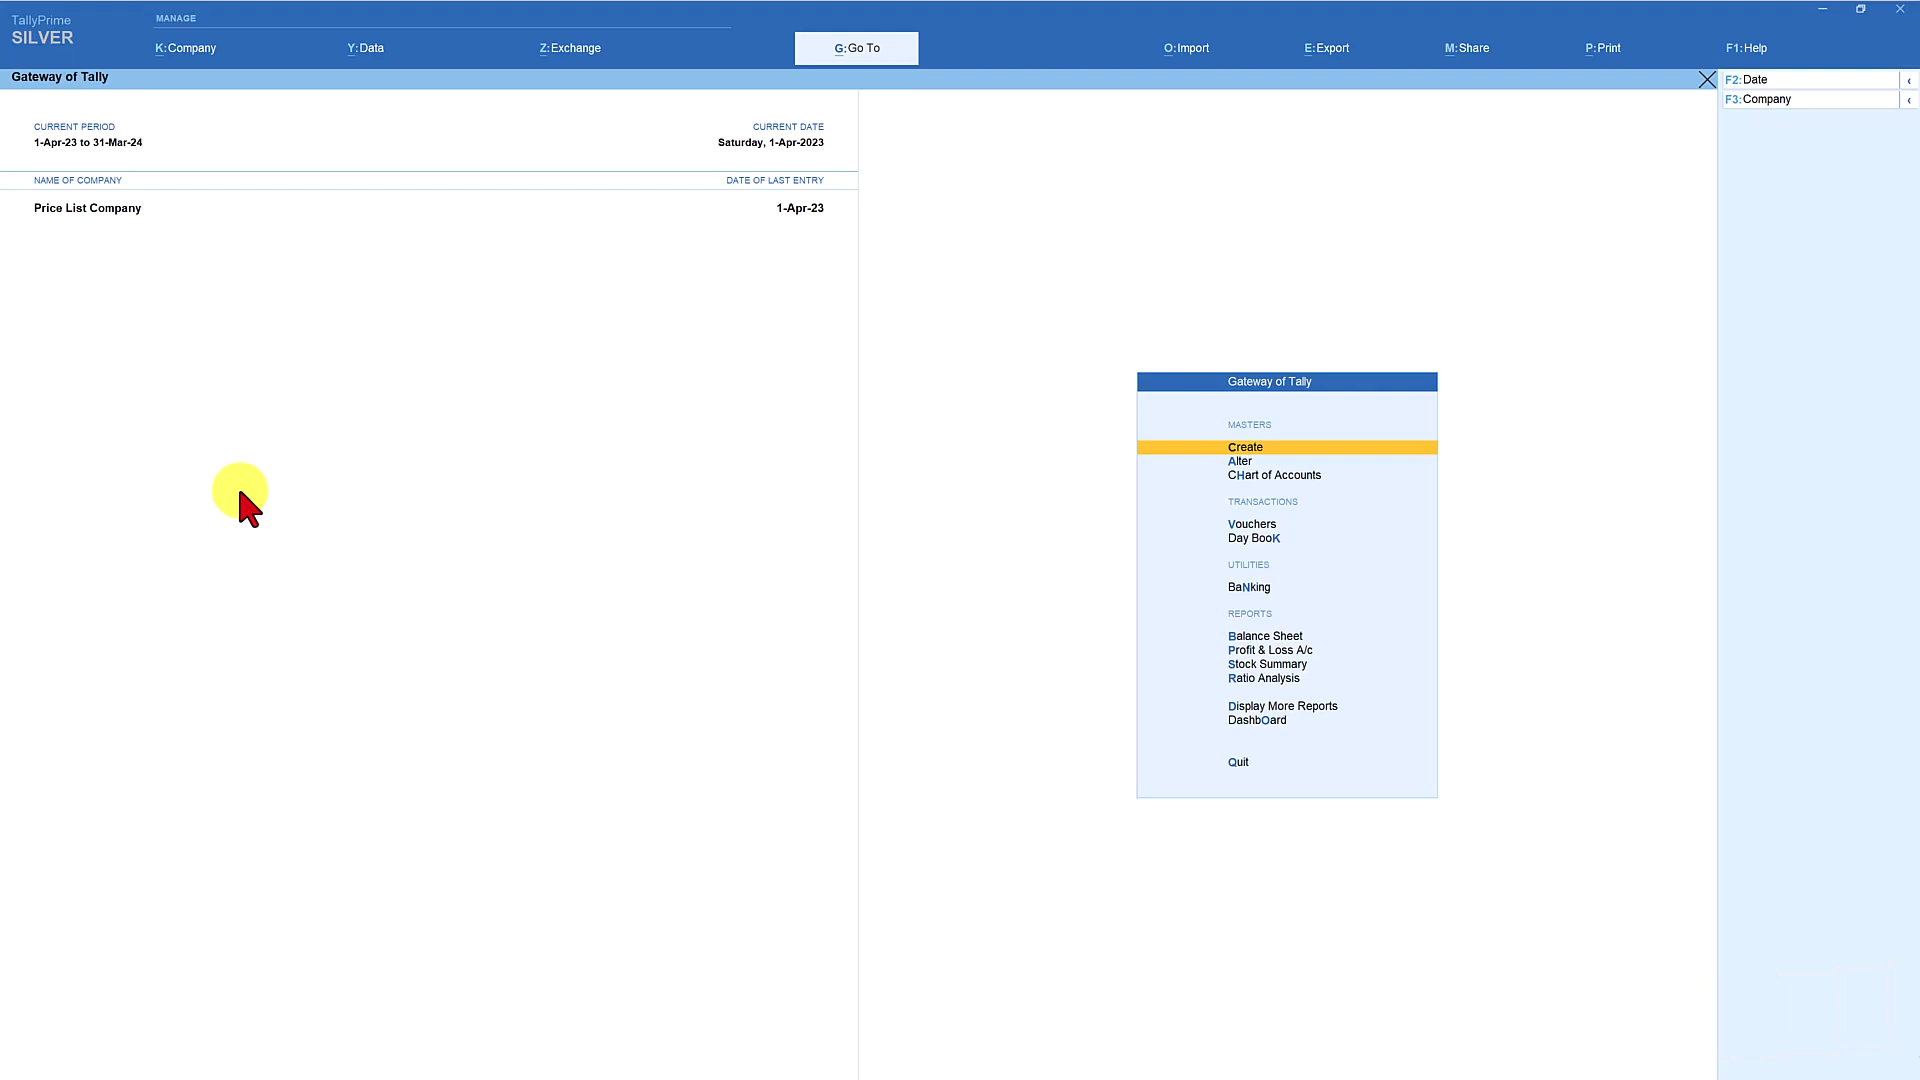 TallyPrime
SILVER
MANAGE
K:Company
Y:Data
Z:Exchange
G:Go To
O:Import
E:Export
M:Share
P:Print
F1:Help
Gateway of Tally
F2:Date
F3:Company
CURRENT PERIOD
CURRENT DATE
1-Apr-23 to 31-Mar-24
Saturday, 1-Apr-2023
NAME OF COMPANY
DATE OF LAST ENTRY
Price List Company
1-Apr-23
Gateway of Tally
MASTERS
Create
Alter
CHart of Accounts
TRANSACTIONS
Vouchers
Day BooK
UTILITIES
BaNking
REPORTS
Balance Sheet
Profit & Loss A/c
Stock Summary
Ratio Analysis
Display More Reports
DashbOard
Quit